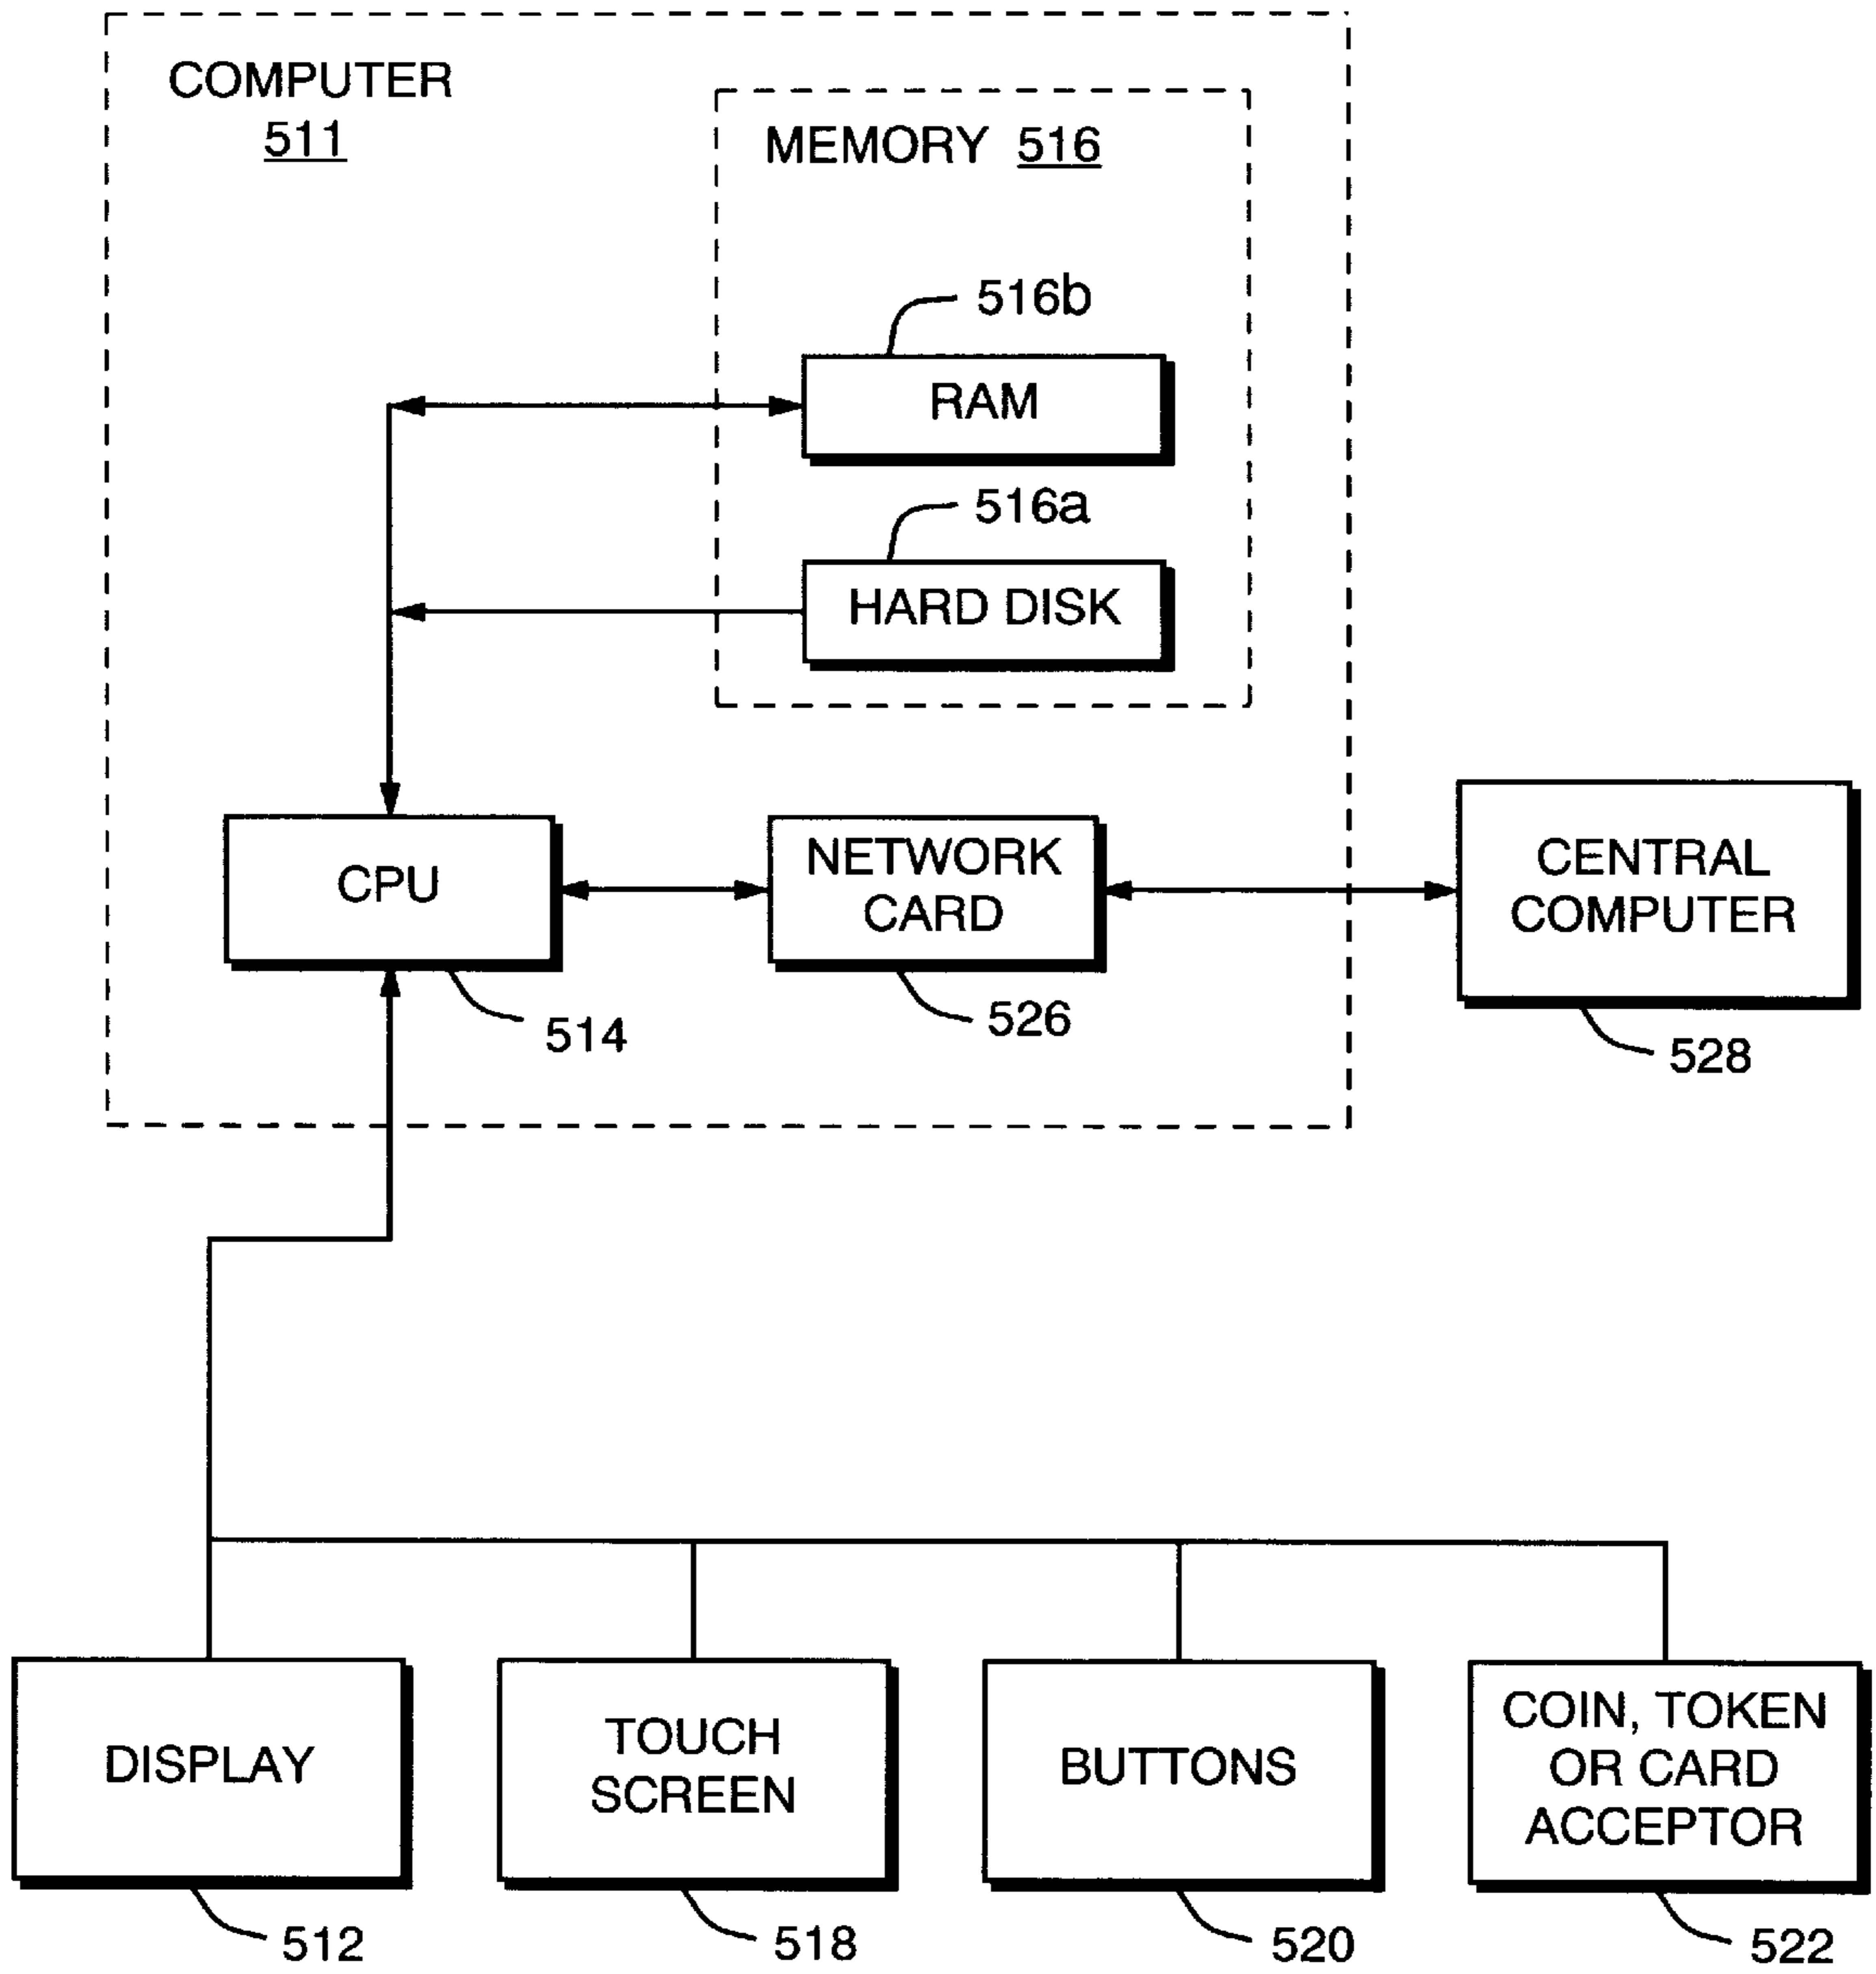 COMPUTER
511
MEMORY 516
516b
RAM
516a
HARD DISK
CPU
NETWORK
CARD
CENTRAL
COMPUTER
514
526
528
DISPLAY
TOUCH
SCREEN
BUTTONS
COIN, TOKEN
OR CARD
ACCEPTOR
512
518
520
522